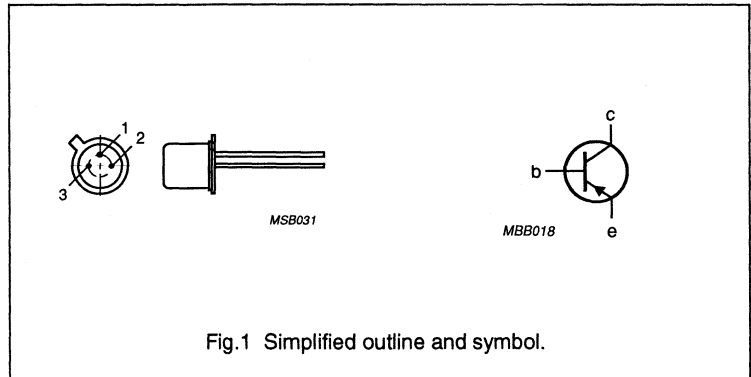 1
2
3
MSB031
c
b
e
MBB018
Fig.1 Simplified outline and symbol.